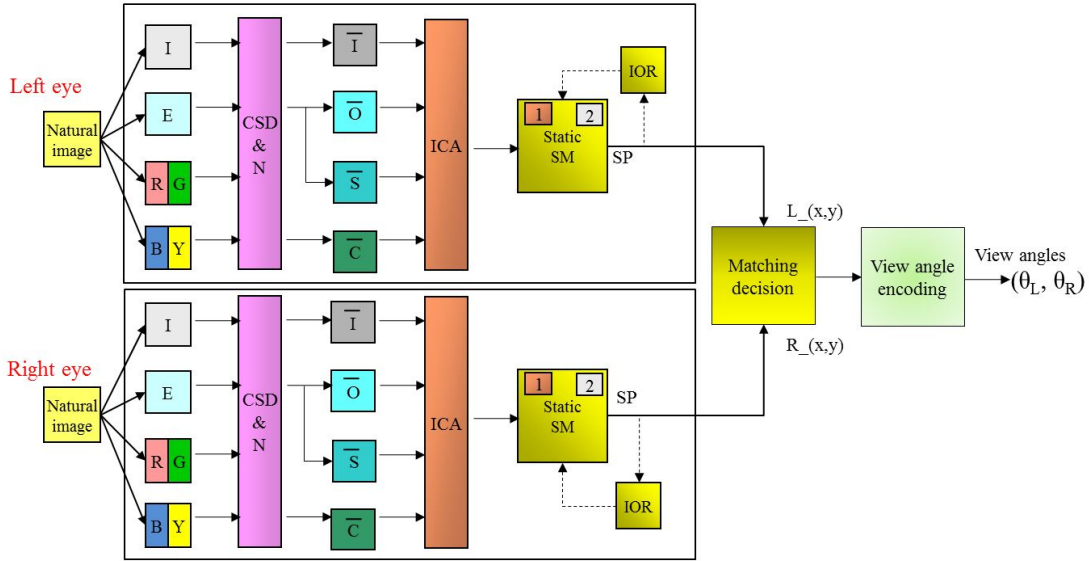 Left eye
Natural
image
I
E
R G
B Y
CSD
&
N
I̅
O̅
S̅
C̅
ICA
1 2
Static
SM
IOR
SP
L_(x,y)
Matching
decision
View angle
encoding
View angles
(θL, θR)
R_(x,y)
Right eye
Natural
image
I
E
R G
B Y
CSD
&
N
I̅
O̅
S̅
C̅
ICA
1 2
Static
SM
SP
IOR